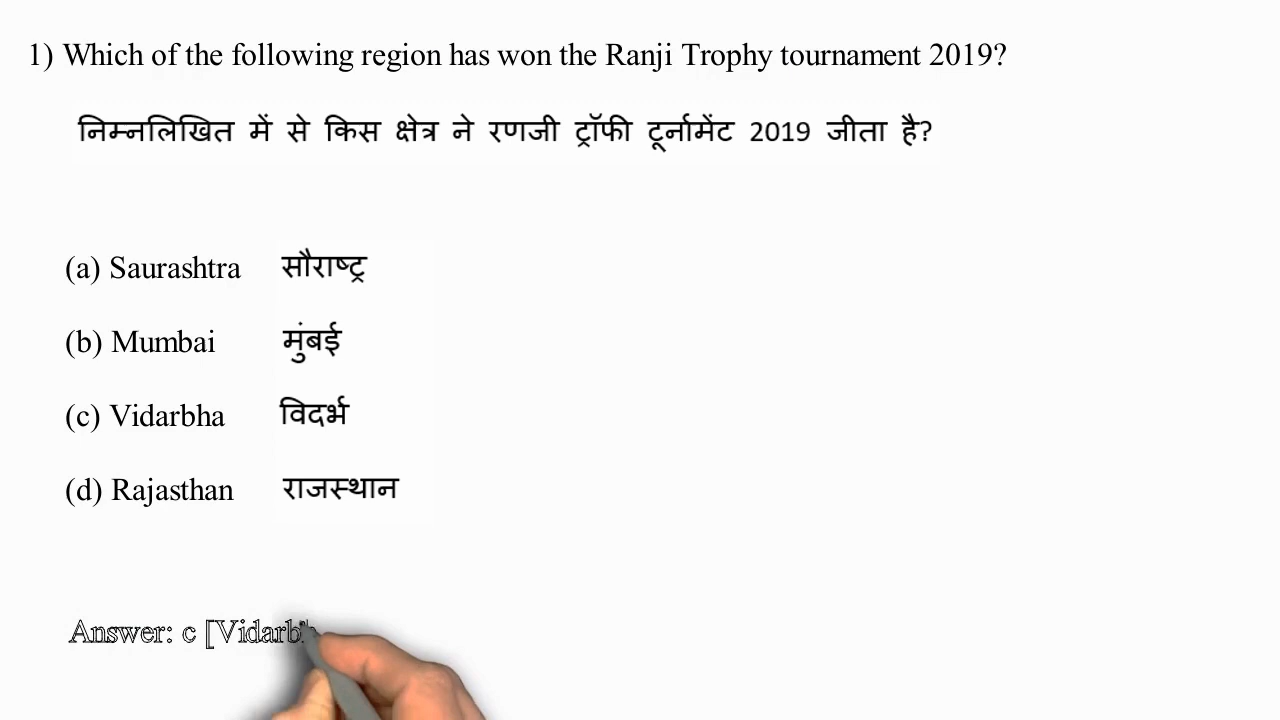 1) Which of the following region has won the Ranji Trophy tournament 2019?
निम्नलिखित में से किस क्षेत्र ने रणजी ट्रॉफी टूर्नामेंट 2019 जीता है?
(a) Saurashtra सौराष्ट्र
(b) Mumbai मुंबई
(c) Vidarbha विदर्भ
(d) Rajasthan राजस्थान
Answer: c [Vidarbh